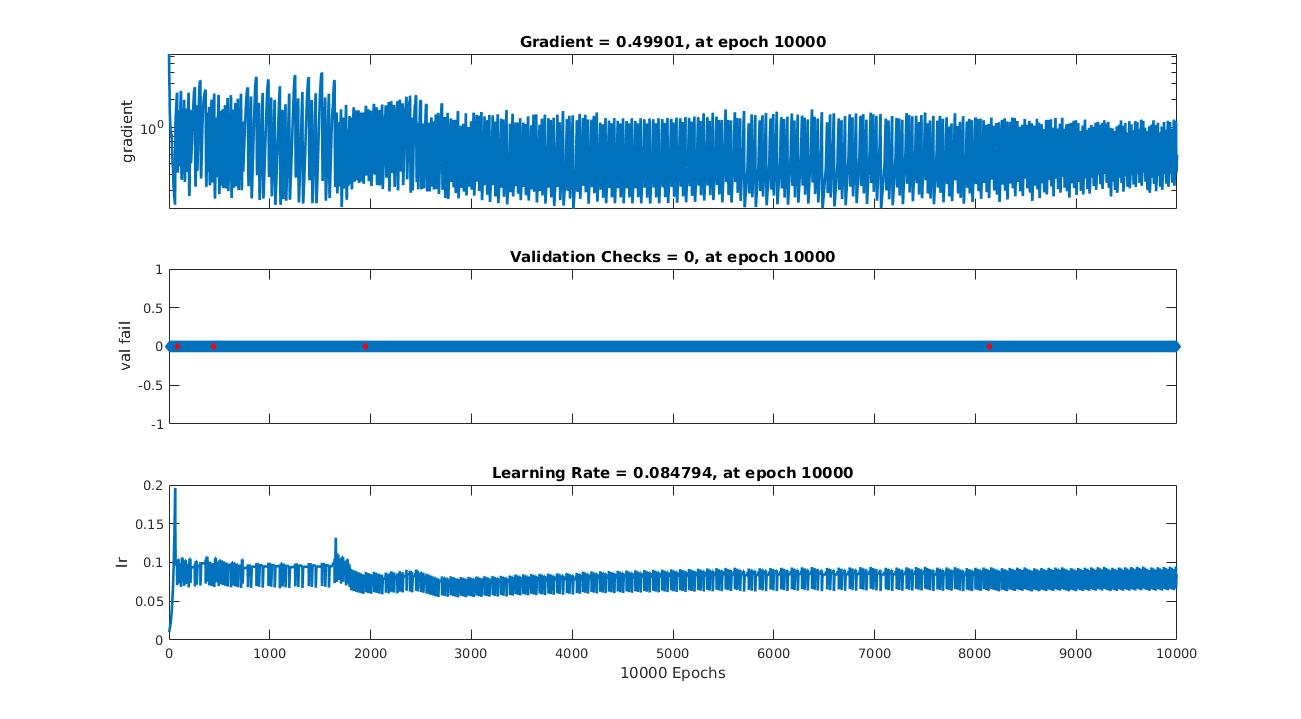 Gradient = 0.49901, at epoch 10000
gradient
10^0
Validation Checks = 0, at epoch 10000
val fail
1
0.5
0
-0.5
-1
Learning Rate = 0.084794, at epoch 10000
lr
0.2
0.15
0.1
0.05
0
0 1000 2000 3000 4000 5000 6000 7000 8000 9000 10000
10000 Epochs